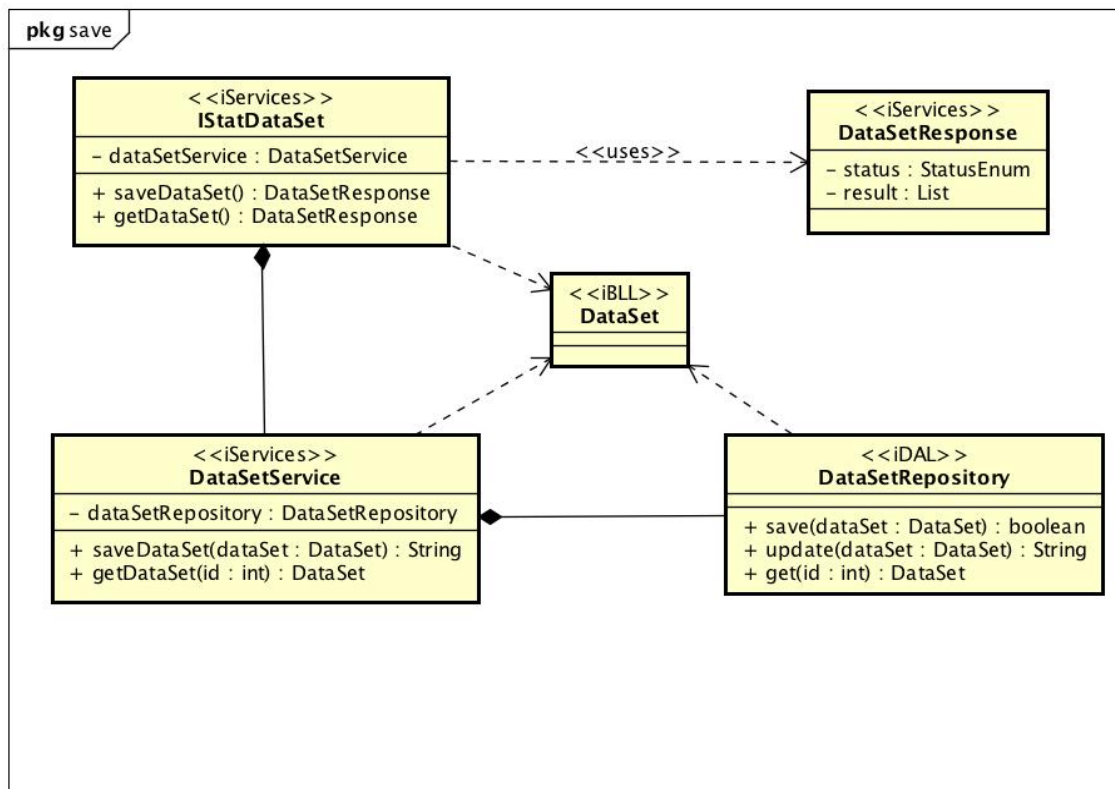 pkg save
<<iServices>>
IStatDataSet
– dataSetService : DataSetService
+ saveDataSet() : DataSetResponse
+ getDataSet() : DataSetResponse
<<uses>>
<<iServices>>
DataSetResponse
– status : StatusEnum
– result : List
<<iBLL>>
DataSet
<<iServices>>
DataSetService
– dataSetRepository : DataSetRepository
+ saveDataSet(dataSet : DataSet) : String
+ getDataSet(id : int) : DataSet
<<iDAL>>
DataSetRepository
+ save(dataSet : DataSet) : boolean
+ update(dataSet : DataSet) : String
+ get(id : int) : DataSet